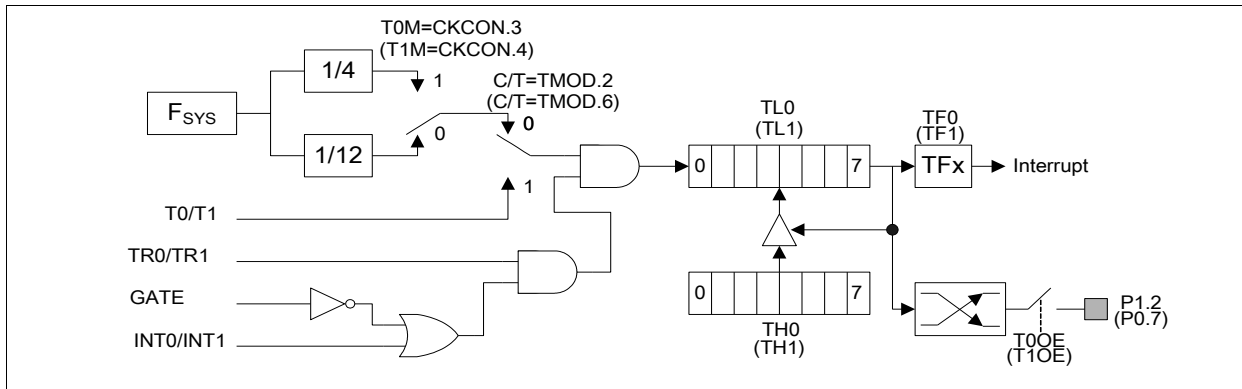 T0M=CKCON.3
(T1M=CKCON.4)
1/4
1
C/T=TMOD.2
(C/T=TMOD.6)
FSYS
0
0
1/12
1
T0/T1
TR0/TR1
GATE
INT0/INT1
TL0
(TL1)
0
7
TF0
(TF1)
TFx
Interrupt
0
7
TH0
(TH1)
P1.2
(P0.7)
T0OE
(T1OE)